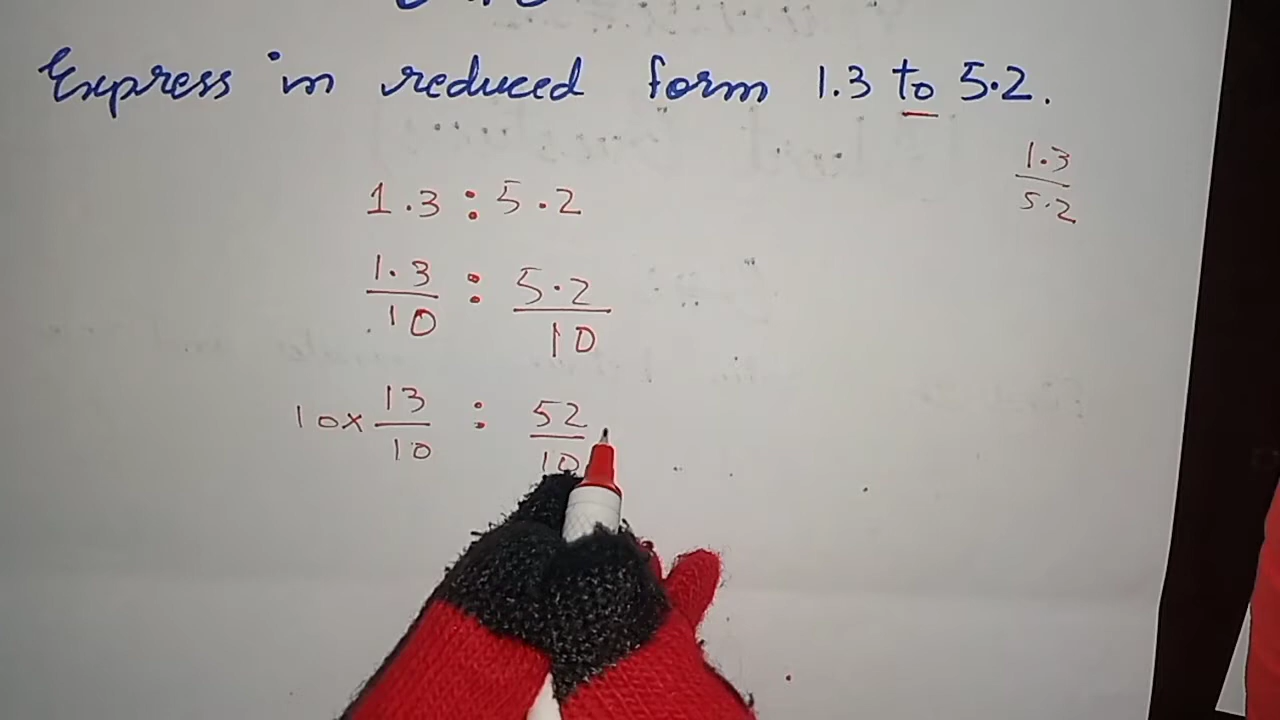 Express in reduced form 1.3 to 5.2.
1.3
5.2
1.3 : 5.2
1.3 : 5.2
10 10
10× 13 : 52
10 10